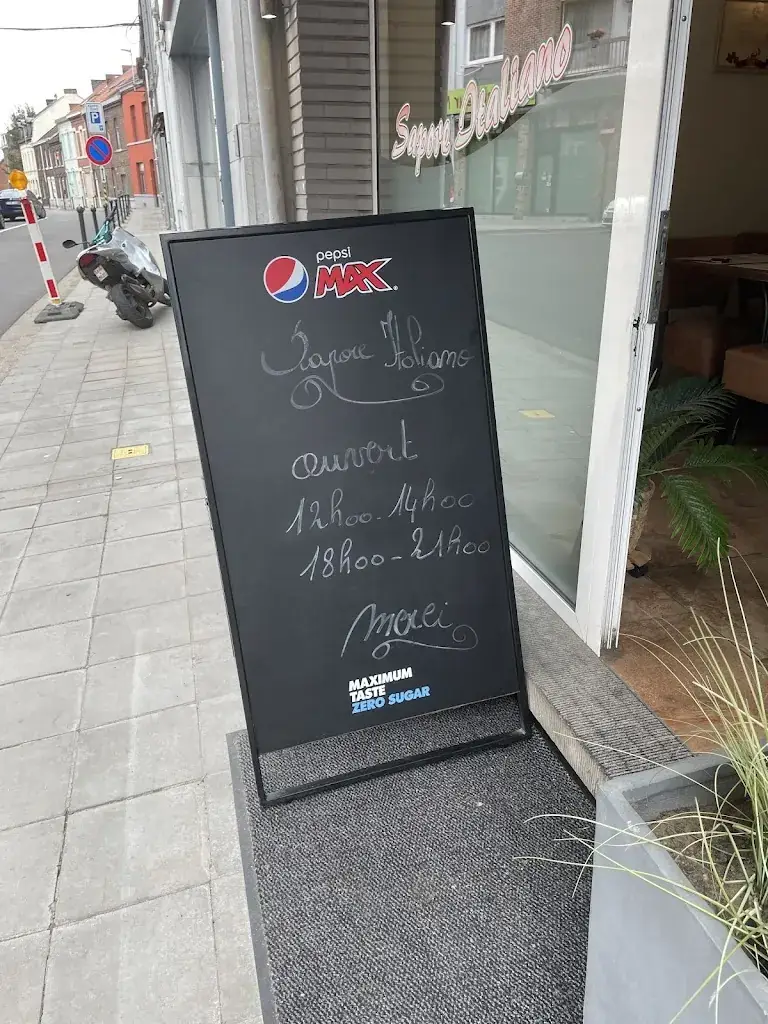 P
Sapore Italiano
pepsi
MAX
Sapore Italiano
ouvert
12h00-14h00
18h00-21h00
Merci
MAXIMUM
TASTE
ZERO SUGAR